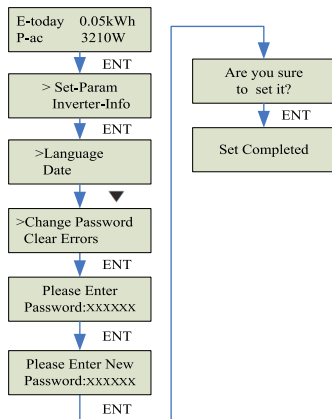 E-today 0.05kWh
P-ac 3210W
ENT
> Set-Param
Inverter-Info
ENT
>Language
Date
>Change Password
Clear Errors
ENT
Please Enter
Password:XXXXXX
ENT
Please Enter New
Password:XXXXXX
ENT
Are you sure
to set it?
ENT
Set Completed